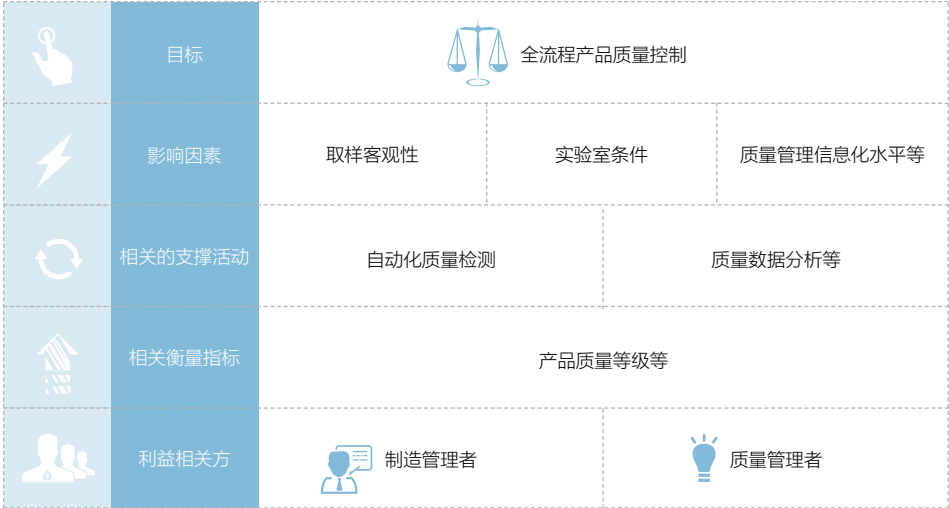 目标
全流程产品质量控制
影响因素
取样客观性
实验室条件
质量管理信息化水平等
相关的支撑活动
自动化质量检测
质量数据分析等
相关衡量指标
产品质量等级等
利益相关方
制造管理者
质量管理者